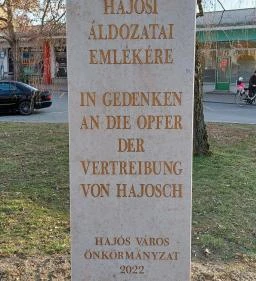 HAJÓSI
ÁLDOZATAI
EMLÉKÉRE
IN GEDENKEN
AN DIE OPFER
DER
VERTREIBUNG
VON HAJOSCH
HAJÓS VÁROS
ÖNKORMÁNYZAT
2022